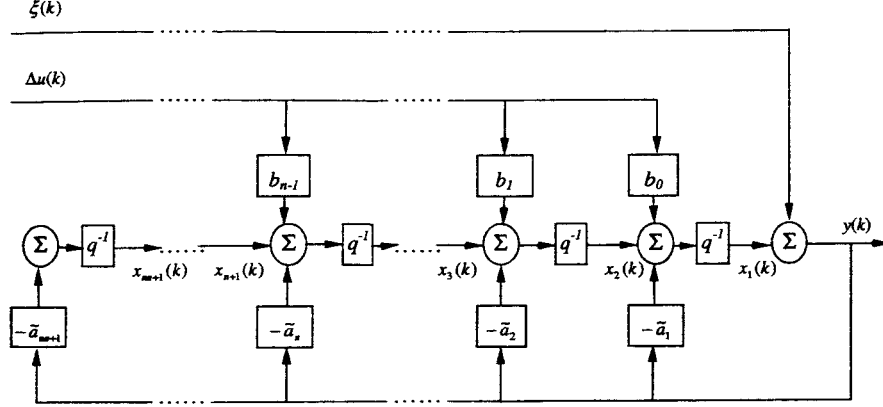 ξ(k)
Δu(k)
b_{n-1} b_1 b_0
y(k)
Σ q^{-1} Σ q^{-1} Σ q^{-1} Σ q^{-1} Σ
x_{na+1}(k) x_{n+1}(k) x_3(k) x_2(k) x_1(k)
-ã_{na+1} -ã_n -ã_2 -ã_1